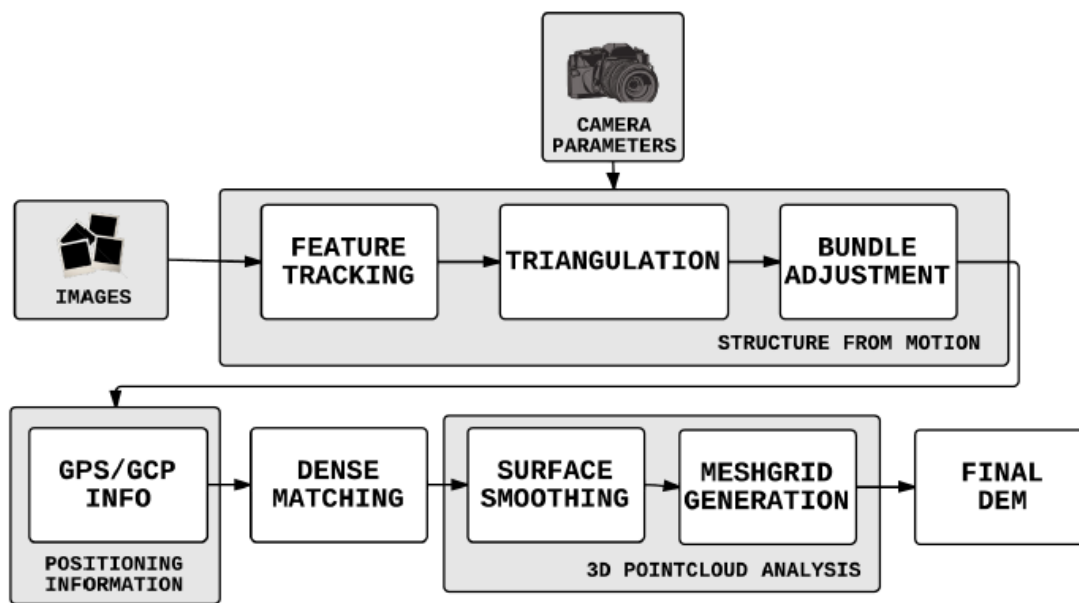 CAMERA
PARAMETERS
IMAGES
FEATURE
TRACKING
TRIANGULATION
BUNDLE
ADJUSTMENT
STRUCTURE FROM MOTION
GPS/GCP
INFO
POSITIONING
INFORMATION
DENSE
MATCHING
SURFACE
SMOOTHING
MESHGRID
GENERATION
3D POINTCLOUD ANALYSIS
FINAL
DEM